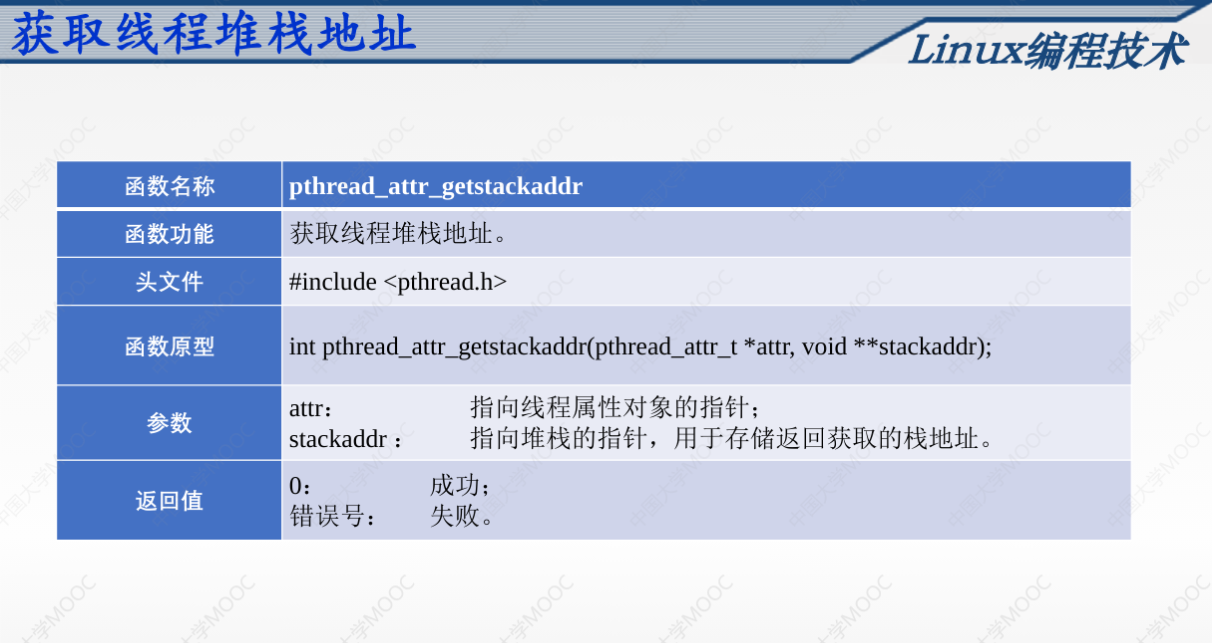 获取线程堆栈地址
Linux编程技术
函数名称 pthread_attr_getstackaddr
函数功能 获取线程堆栈地址。
头文件 #include <pthread.h>
函数原型 int pthread_attr_getstackaddr(pthread_attr_t *attr, void **stackaddr);
参数
attr： 指向线程属性对象的指针；
stackaddr： 指向堆栈的指针，用于存储返回获取的栈地址。
返回值
0： 成功；
错误号： 失败。
中国大学MOOC